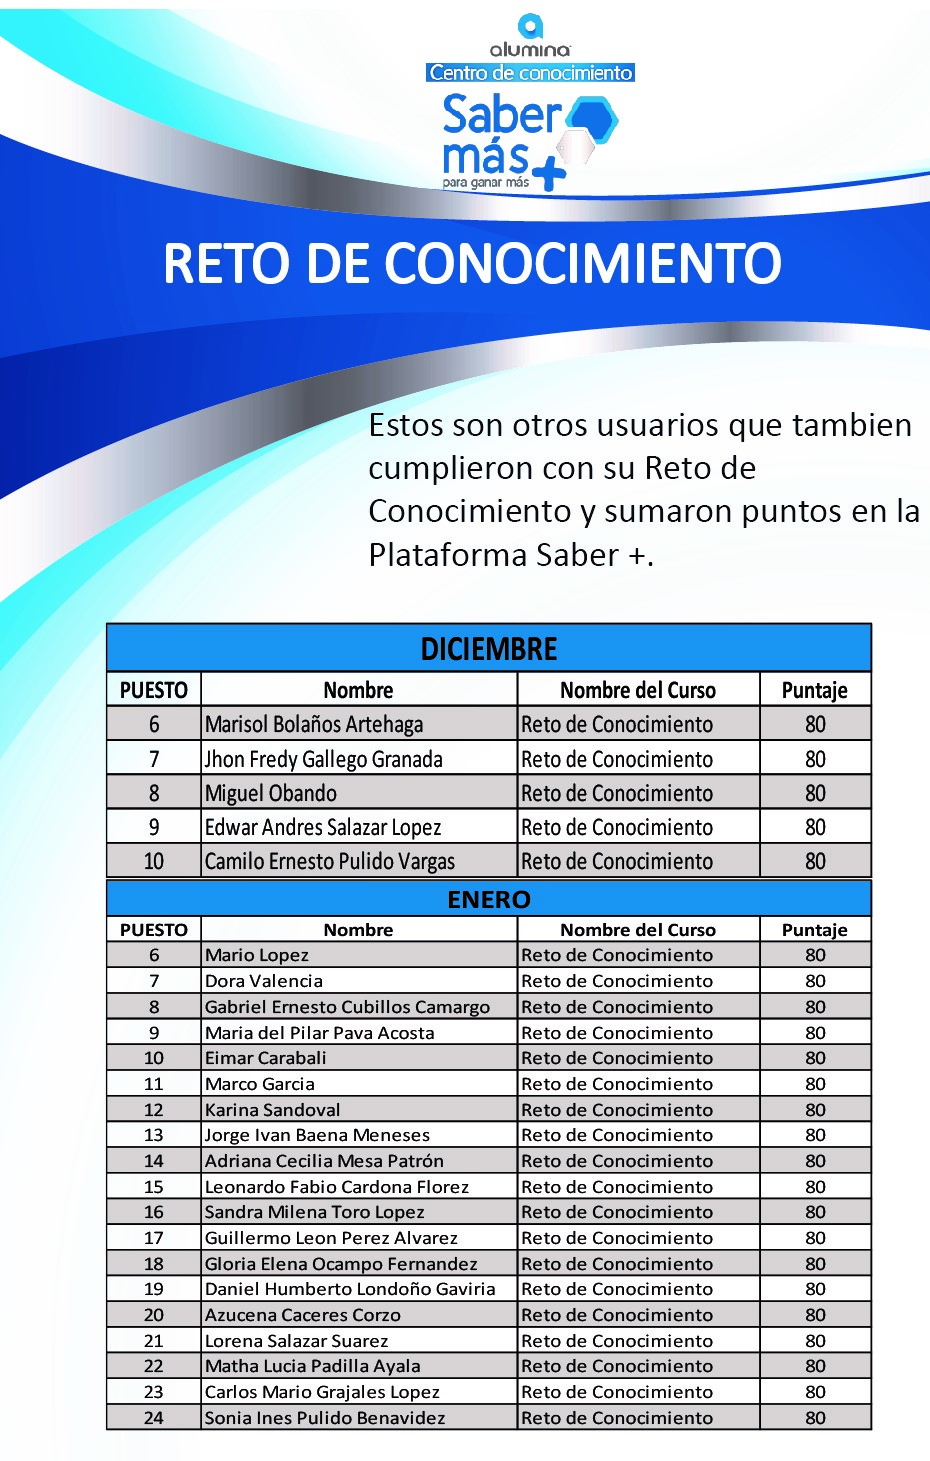 alumina
Centro de conocimiento
Saber
más
para ganar más
RETO DE CONOCIMIENTO
Estos son otros usuarios que tambien
cumplieron con su Reto de
Conocimiento y sumaron puntos en la
Plataforma Saber +.
DICIEMBRE
PUESTO Nombre Nombre del Curso Puntaje
6 Marisol Bolaños Artehaga Reto de Conocimiento 80
7 Jhon Fredy Gallego Granada Reto de Conocimiento 80
8 Miguel Obando Reto de Conocimiento 80
9 Edwar Andres Salazar Lopez Reto de Conocimiento 80
10 Camilo Ernesto Pulido Vargas Reto de Conocimiento 80
ENERO
PUESTO Nombre Nombre del Curso Puntaje
6 Mario Lopez Reto de Conocimiento 80
7 Dora Valencia Reto de Conocimiento 80
8 Gabriel Ernesto Cubillos Camargo Reto de Conocimiento 80
9 Maria del Pilar Pava Acosta Reto de Conocimiento 80
10 Eimar Carabali Reto de Conocimiento 80
11 Marco Garcia Reto de Conocimiento 80
12 Karina Sandoval Reto de Conocimiento 80
13 Jorge Ivan Baena Meneses Reto de Conocimiento 80
14 Adriana Cecilia Mesa Patrón Reto de Conocimiento 80
15 Leonardo Fabio Cardona Florez Reto de Conocimiento 80
16 Sandra Milena Toro Lopez Reto de Conocimiento 80
17 Guillermo Leon Perez Alvarez Reto de Conocimiento 80
18 Gloria Elena Ocampo Fernandez Reto de Conocimiento 80
19 Daniel Humberto Londoño Gaviria Reto de Conocimiento 80
20 Azucena Caceres Corzo Reto de Conocimiento 80
21 Lorena Salazar Suarez Reto de Conocimiento 80
22 Matha Lucia Padilla Ayala Reto de Conocimiento 80
23 Carlos Mario Grajales Lopez Reto de Conocimiento 80
24 Sonia Ines Pulido Benavidez Reto de Conocimiento 80